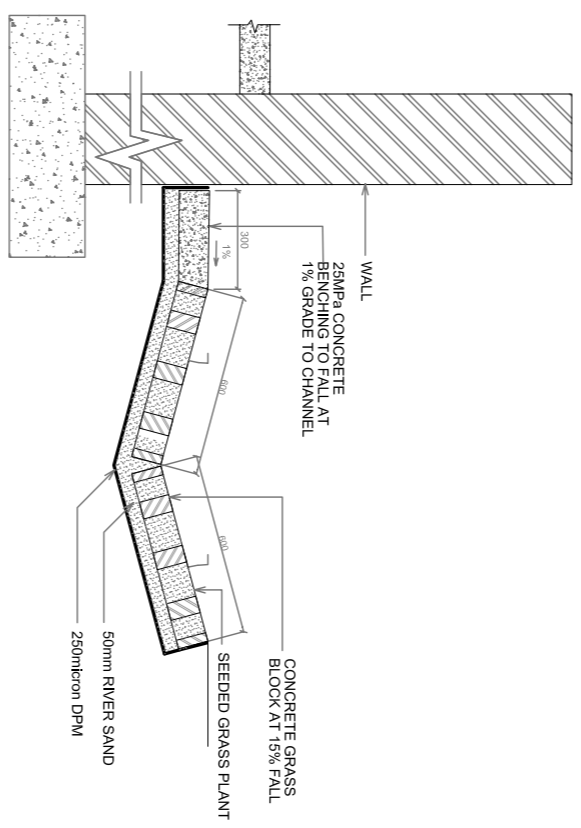 WALL
25MPa CONCRETE
BENCHING TO FALL AT
1% GRADE TO CHANNEL
300
1%
600
600
CONCRETE GRASS
BLOCK AT 15% FALL
SEEDED GRASS PLANT
50mm RIVER SAND
250micron DPM